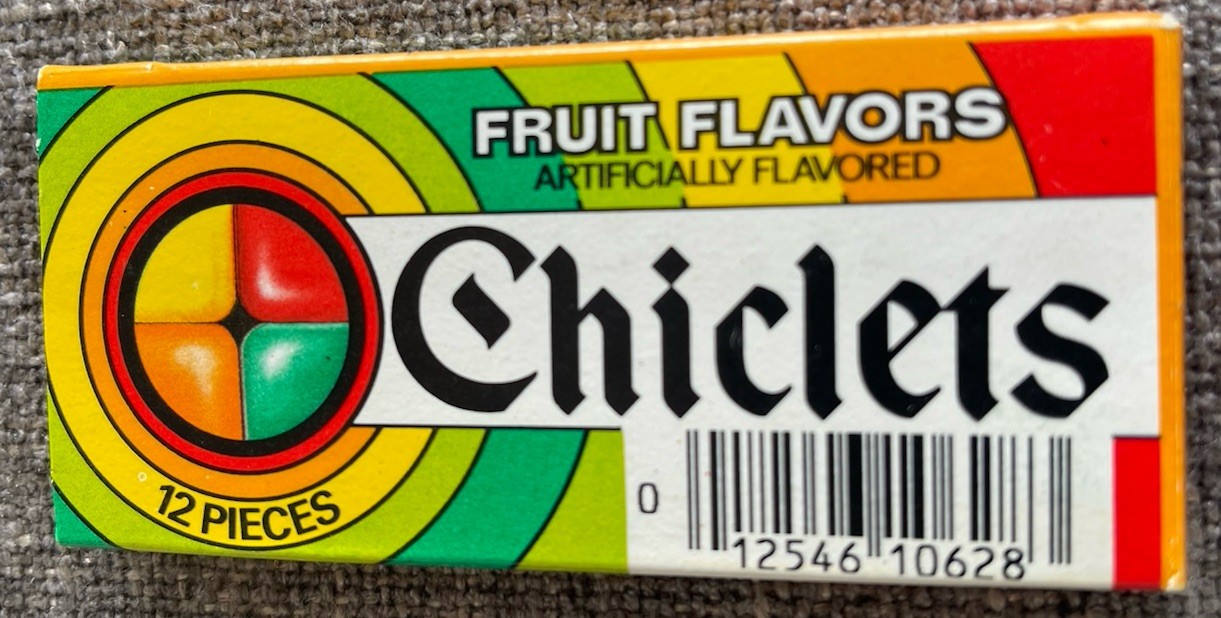 FRUIT FLAVORS
ARTIFICIALLY FLAVORED
Chiclets
12 PIECES
0 12546 10628